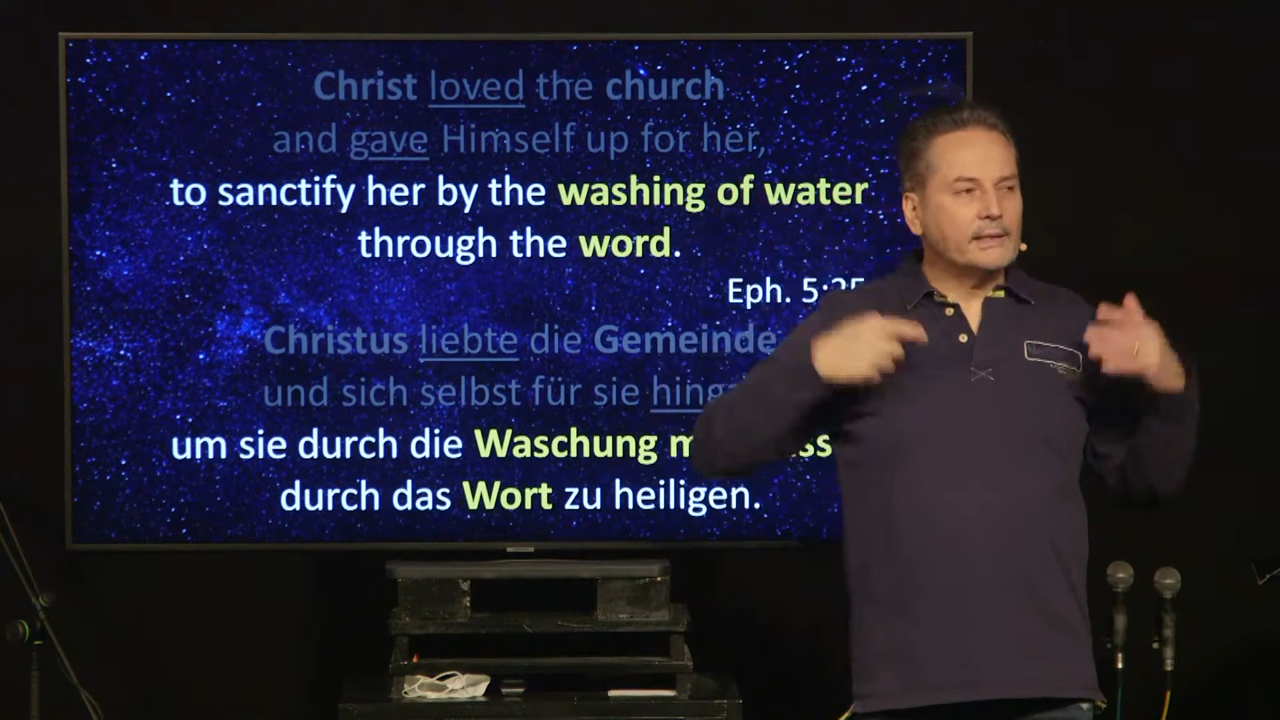 Christ loved the church
and gave Himself up for her,
to sanctify her by the washing of water
through the word.
Eph. 5:25
Christus liebte die Gemeinde
und sich selbst für sie
um sie durch die Waschung
durch das Wort zu heiligen.